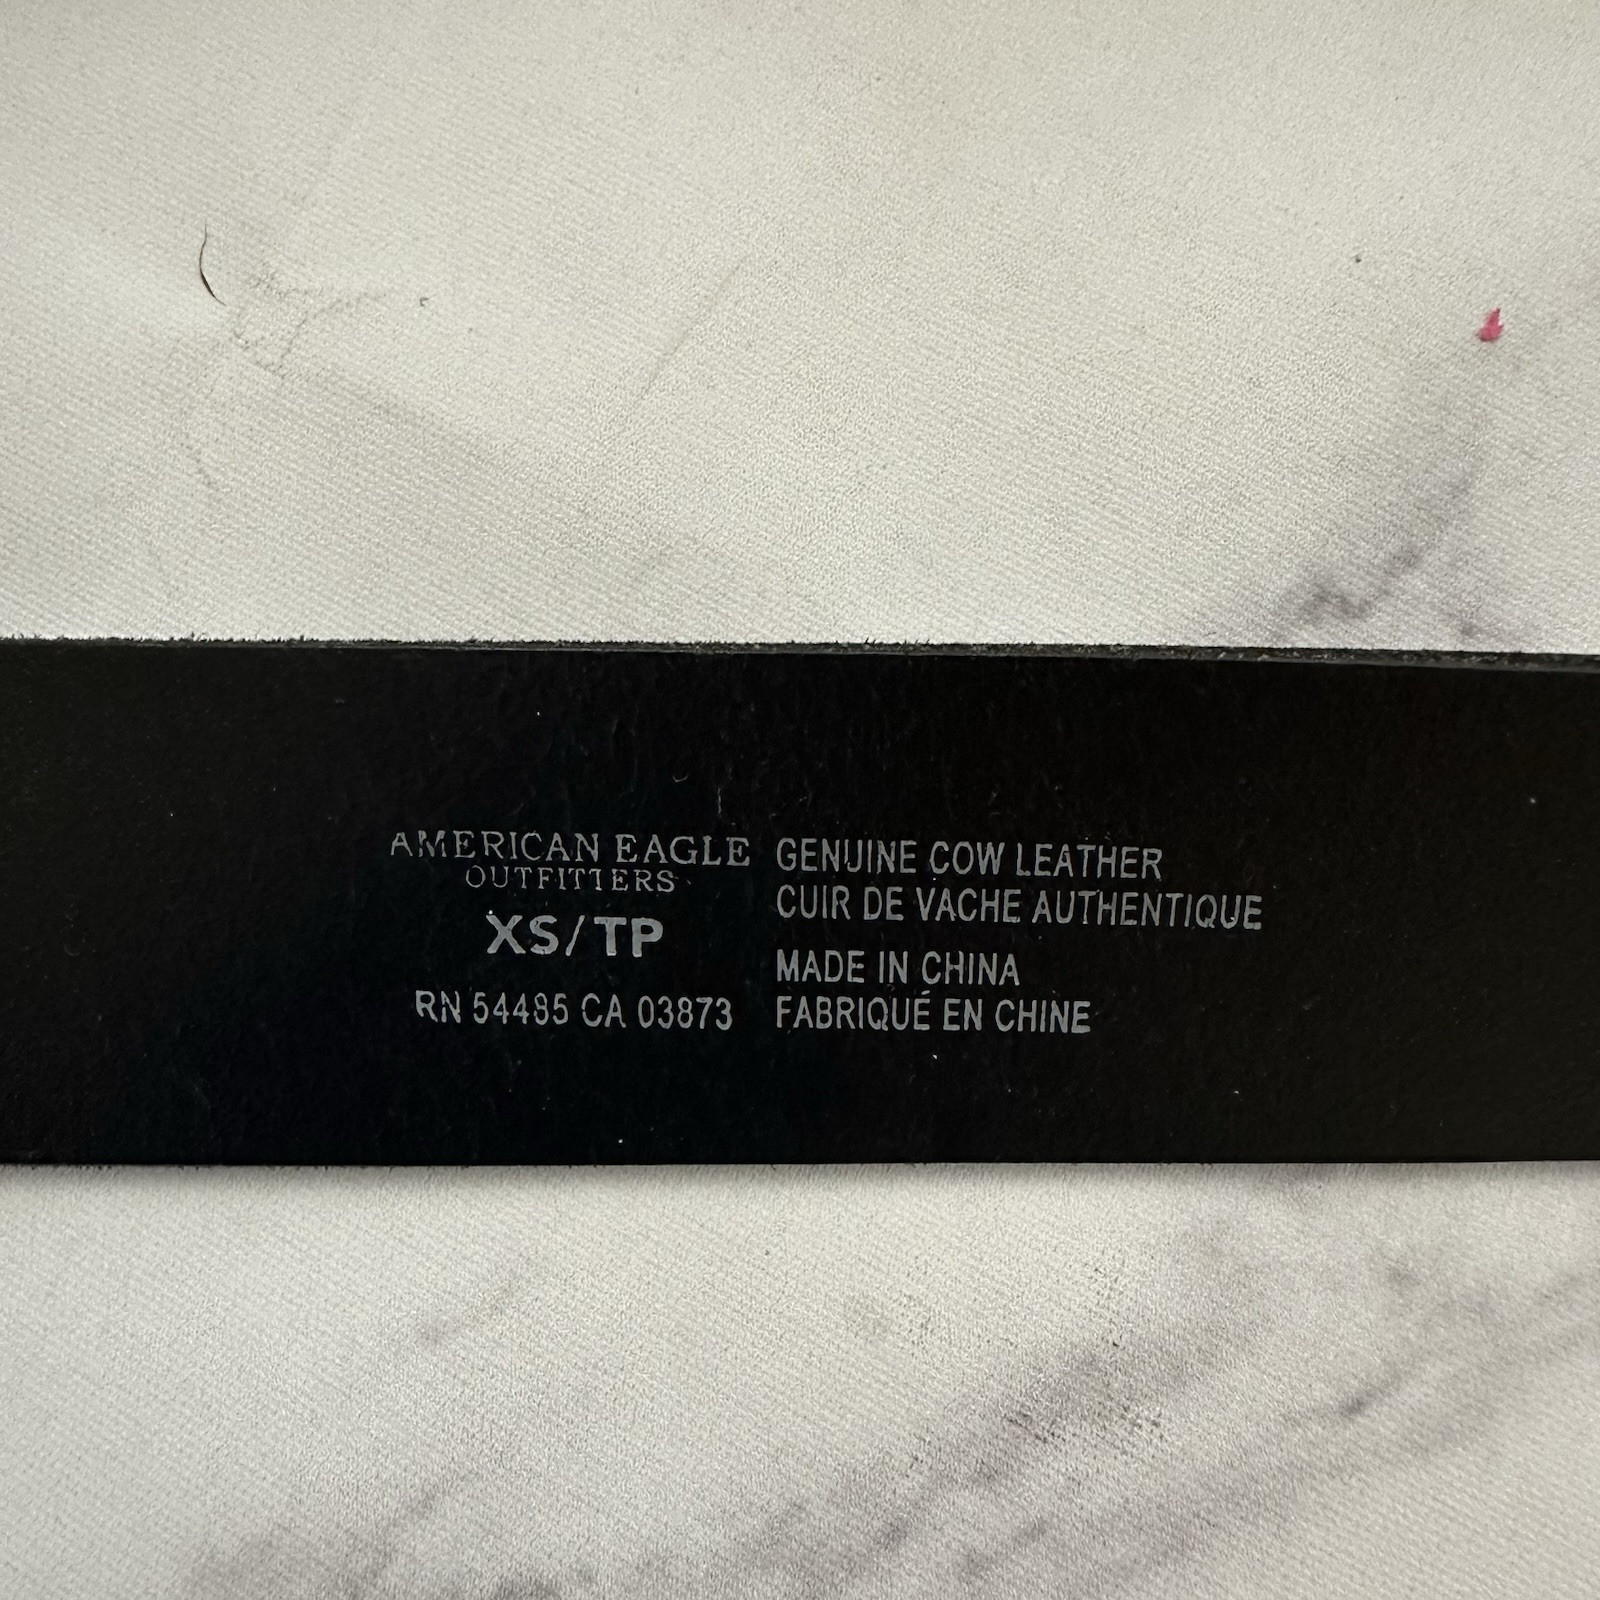 AMERICAN EAGLE
OUTFITTERS
XS/TP
RN 54485 CA 03873
GENUINE COW LEATHER
CUIR DE VACHE AUTHENTIQUE
MADE IN CHINA
FABRIQUÉ EN CHINE